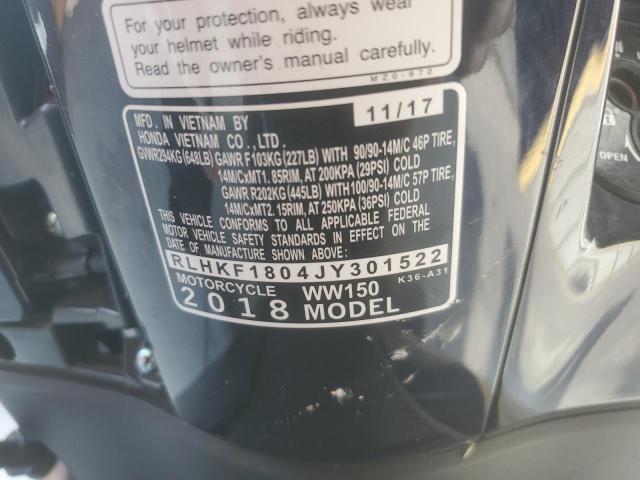 For your protection, always wear
your helmet while riding.
Read the owner's manual carefully.
MZ0-870
MFD. IN VIETNAM BY 11/17
HONDA VIETNAM CO.,LTD.
GVWR294KG (648LB) GAWR F103KG (227LB) WITH 90/90-14M/C 46P TIRE,
14M/CxMT1. 85RIM, AT 200KPA (29PSI) COLD
GAWR R202KG (445LB) WITH100/90-14M/C 57P TIRE,
14M/CxMT2. 15RIM, AT 250KPA (36PSI) COLD
THIS VEHICLE CONFORMS TO ALL APPLICABLE FEDERAL
MOTOR VEHICLE SAFETY STANDARDS IN EFFECT ON THE
DATE OF MANUFACTURE SHOWN ABOVE:
RLHKF1804JY301522
MOTORCYCLE WW150 K36-A31
2018 MODEL
OPEN